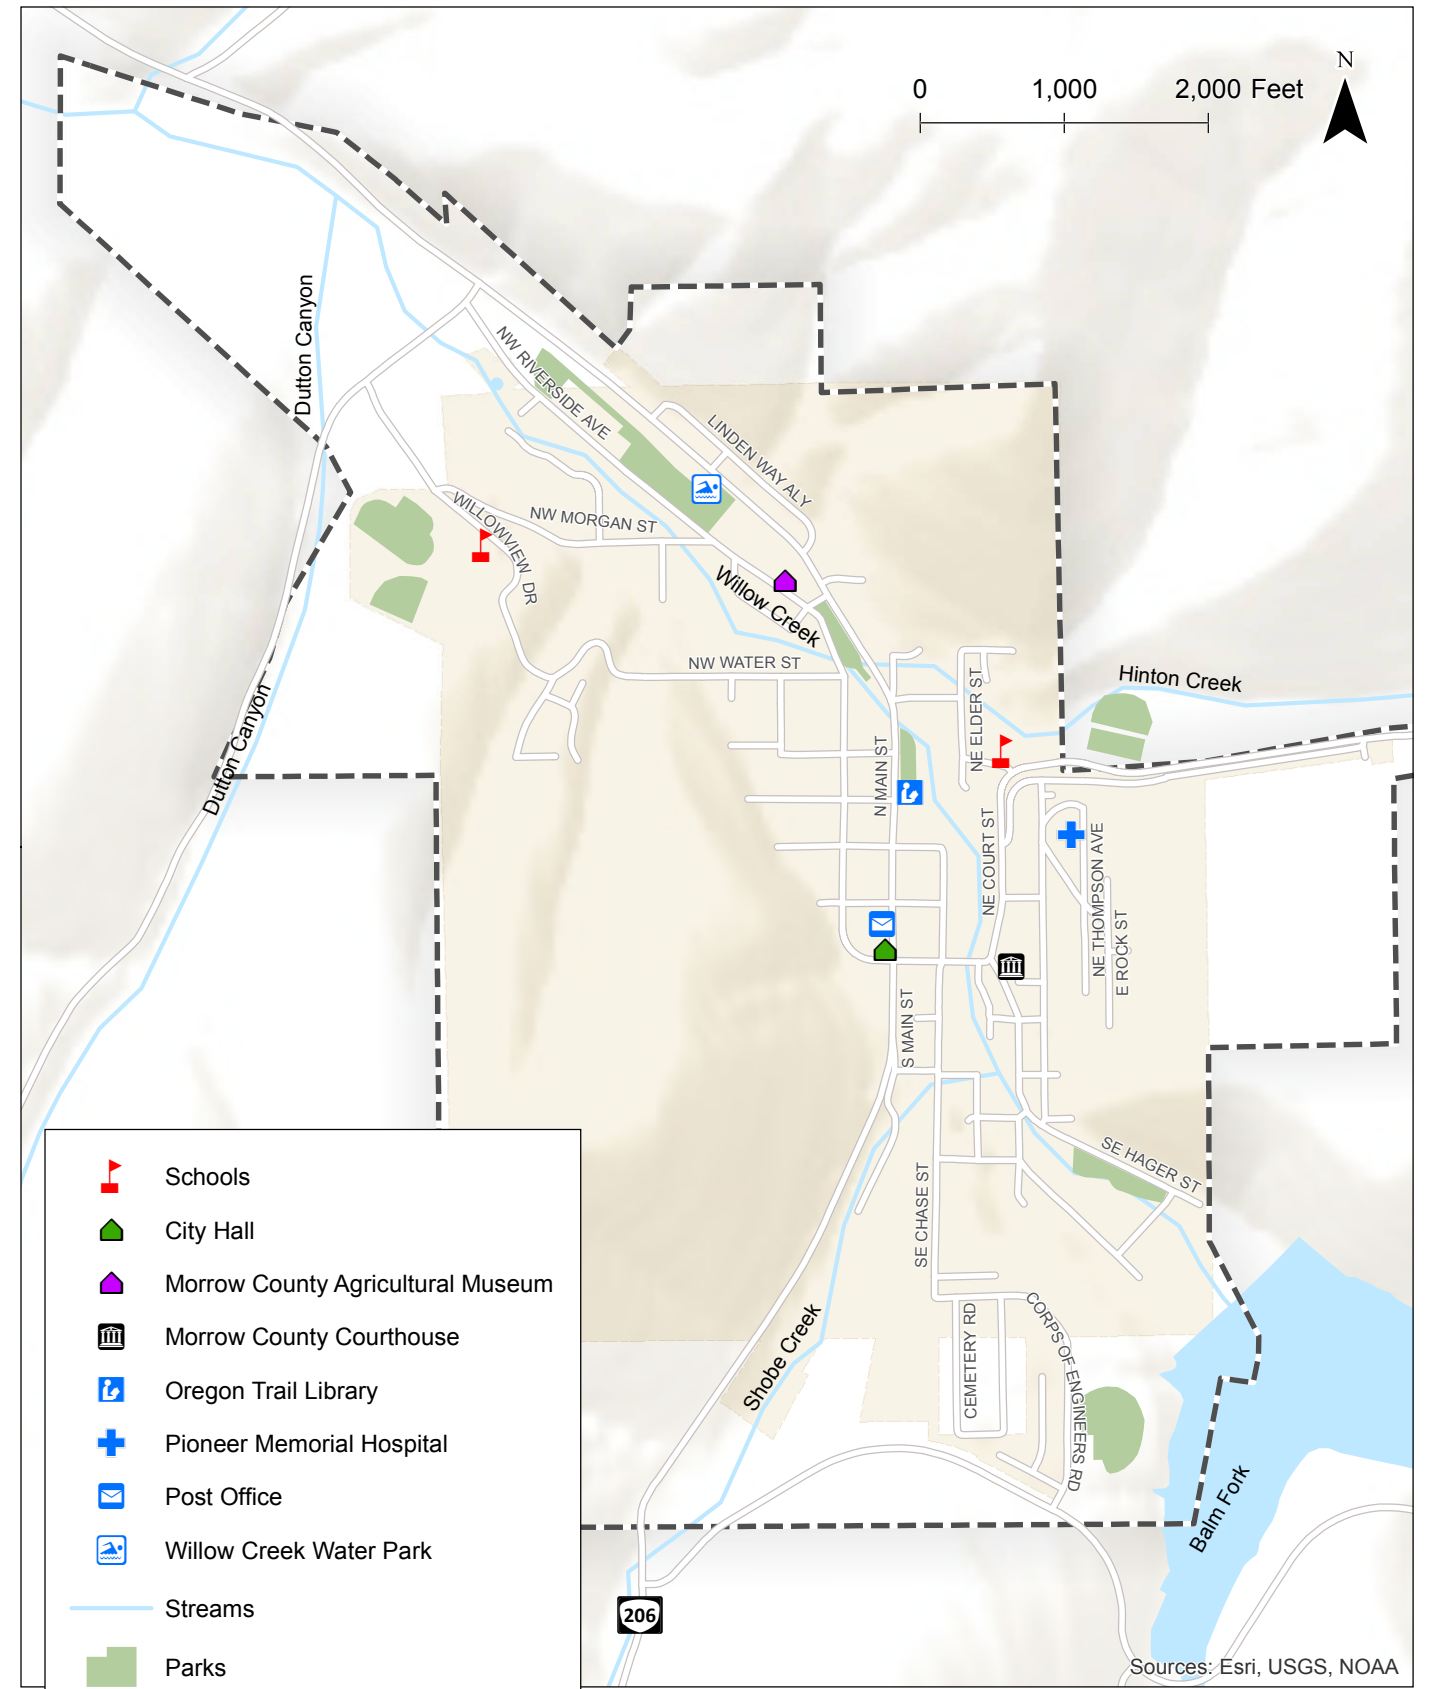 N
0 1,000 2,000 Feet
Dutton Canyon
NW RIVERSIDE AVE
LINDEN WAY ALY
WILLOWVIEW DR
NW MORGAN ST
Willow Creek
NW WATER ST
Hinton Creek
NE ELDER ST
Dutton Canyon
N MAIN ST
NE COURT ST
NE THOMPSON AVE
E ROCK ST
S MAIN ST
SE HAGER ST
SE CHASE ST
Shobe Creek
CEMETERY RD
CORPS OF ENGINEERS RD
Balm Fork
206
Schools
City Hall
Morrow County Agricultural Museum
Morrow County Courthouse
Oregon Trail Library
Pioneer Memorial Hospital
Post Office
Willow Creek Water Park
Streams
Parks
Sources: Esri, USGS, NOAA